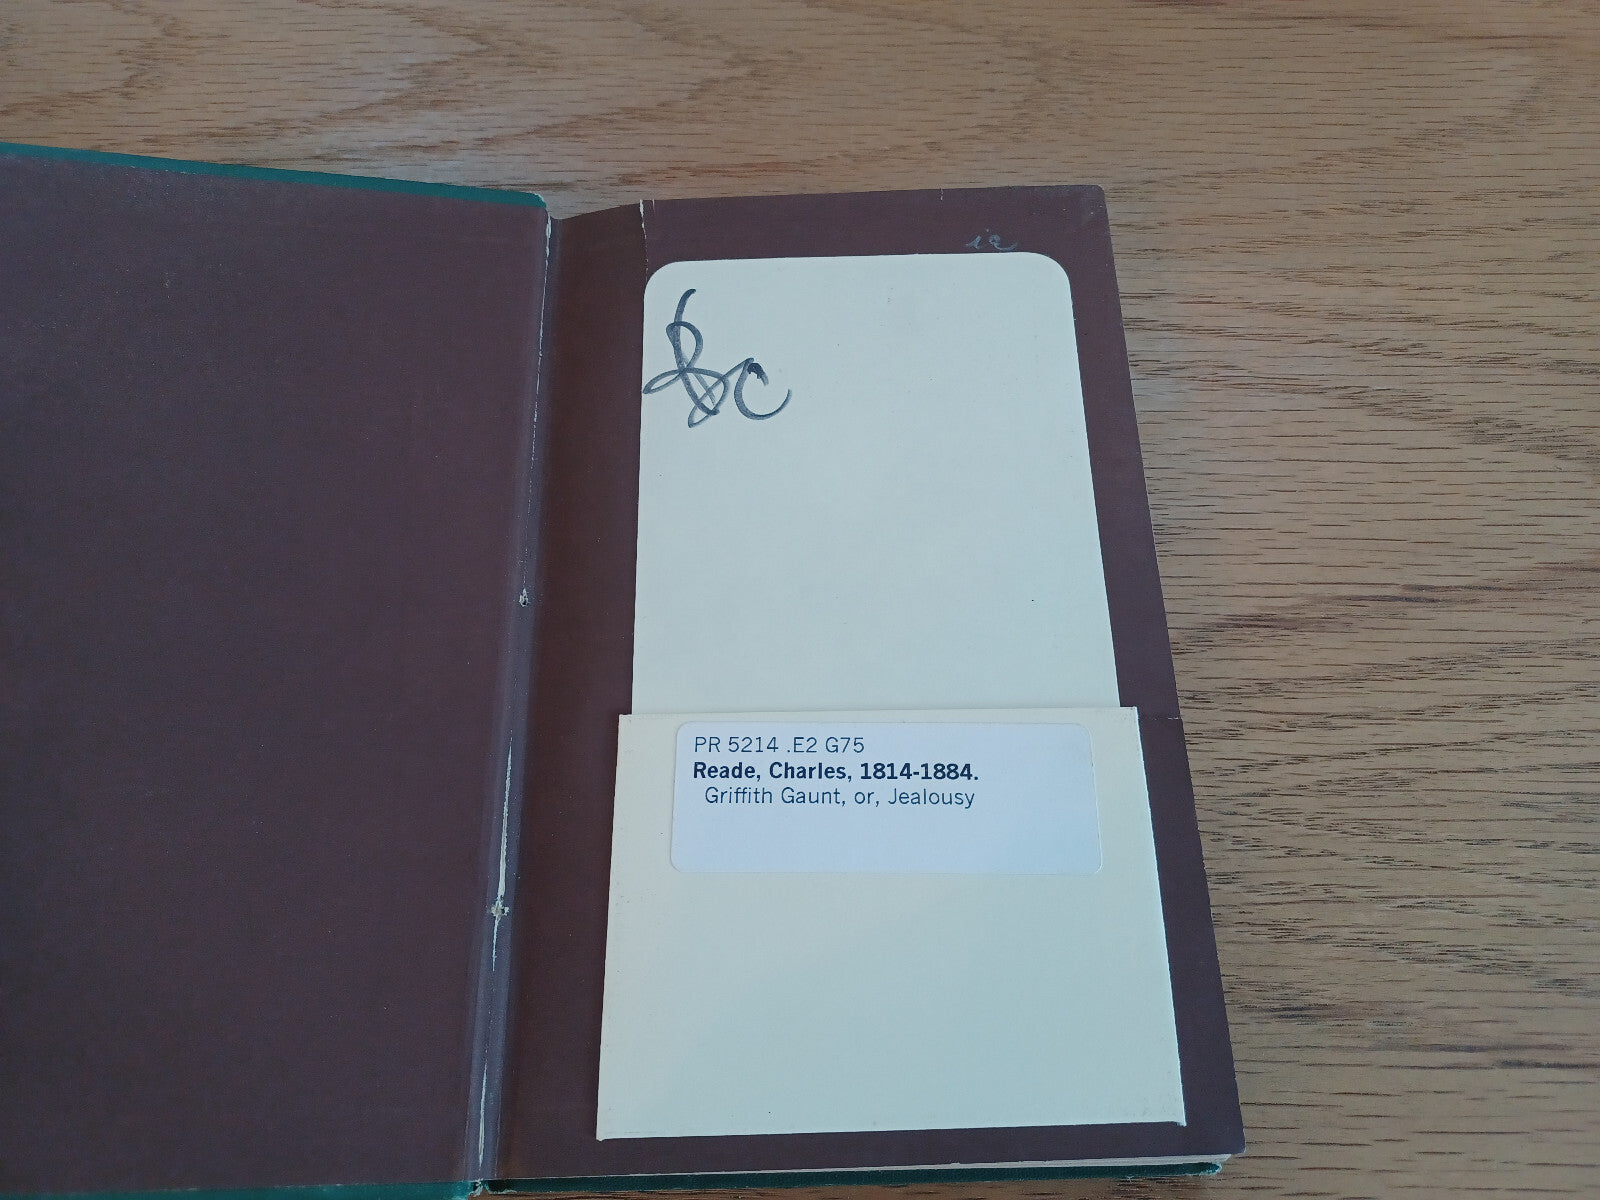 PR 5214 .E2 G75
Reade, Charles, 1814-1884.
Griffith Gaunt, or, Jealousy